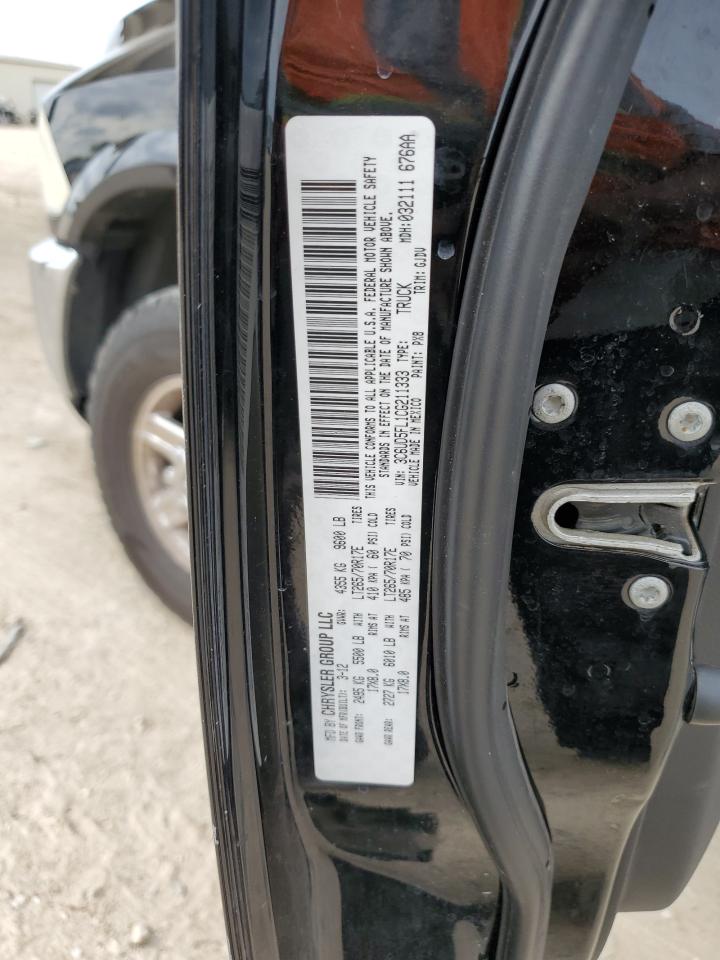 MFD BY CHRYSLER GROUP LLC
DATE OF MFR(BUILT): 3-12 GVWR: 4355 KG 9600 LB
GAWR FRONT: 2495 KG 5500 LB WITH LT265/70R17E TIRES
17X8.0 RIMS AT 410 KPA ( 60 PSI) COLD
GAWR REAR: 2727 KG 6010 LB WITH LT265/70R17E TIRES
17X8.0 RIMS AT 485 KPA ( 70 PSI) COLD
THIS VEHICLE CONFORMS TO ALL APPLICABLE U.S.A. FEDERAL MOTOR VEHICLE SAFETY
STANDARDS IN EFFECT ON THE DATE OF MANUFACTURE SHOWN ABOVE.
VIN: 3C6UD5FL1CG211333 TYPE: TRUCK MDH:032111 676AA
VEHICLE MADE IN MEXICO PAINT: PX8 TRIM: GJDV